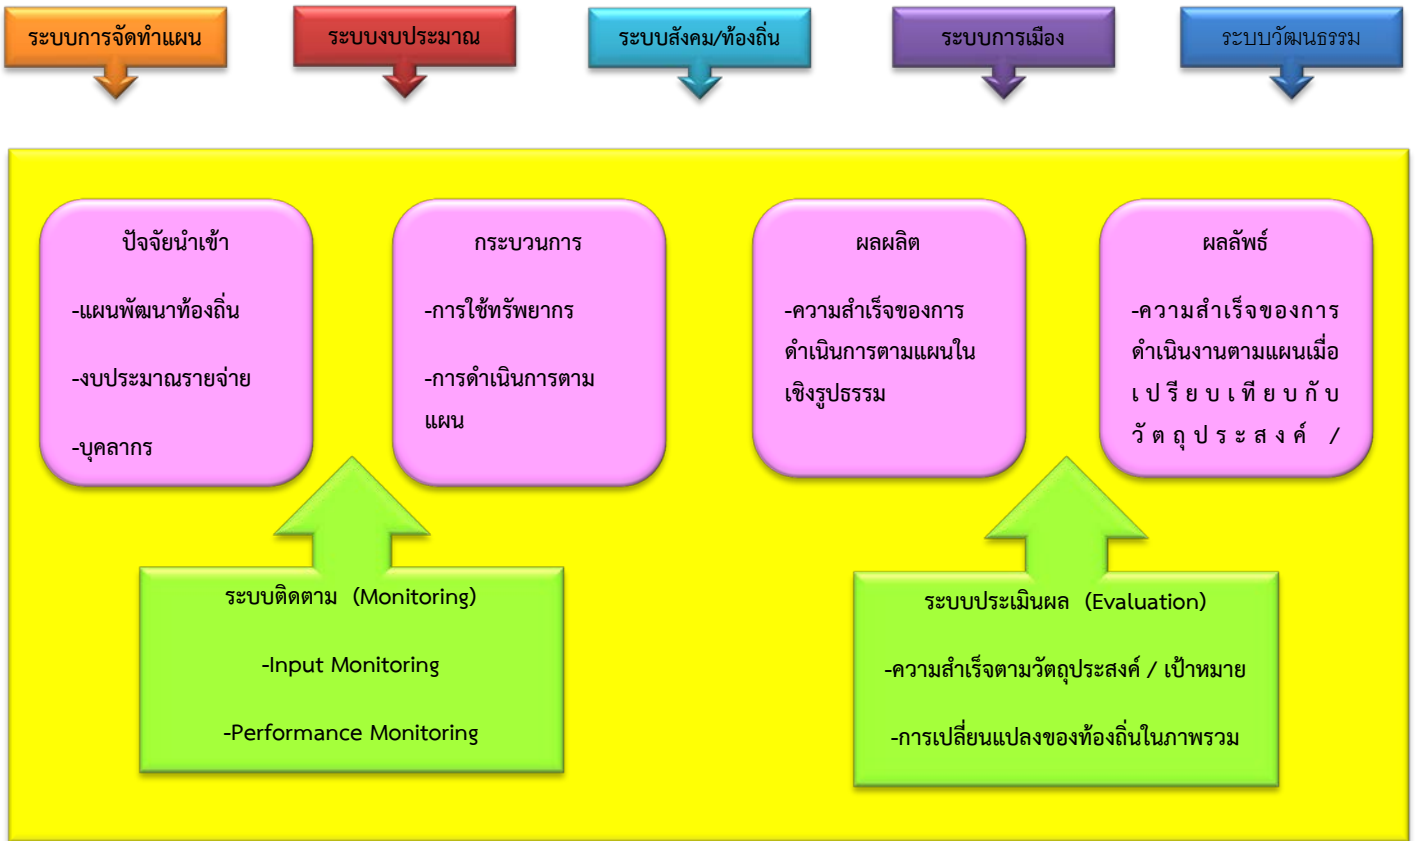 ระบบการจัดทำแผน
ระบบงบประมาณ
ระบบสังคม/ท้องถิ่น
ระบบการเมือง
ระบบวัฒนธรรม
ปัจจัยนำเข้า
-แผนพัฒนาท้องถิ่น
-งบประมาณรายจ่าย
-บุคลากร
กระบวนการ
-การใช้ทรัพยากร
-การดำเนินการตาม
แผน
ผลผลิต
-ความสำเร็จของการ
ดำเนินการตามแผนใน
เชิงรูปธรรม
ผลลัพธ์
-ความสำเร็จของการ
ดำเนินงานตามแผนเมื่อ
เปรียบเทียบกับ
วัตถุประสงค์ /
ระบบติดตาม (Monitoring)
-Input Monitoring
-Performance Monitoring
ระบบประเมินผล (Evaluation)
-ความสำเร็จตามวัตถุประสงค์ / เป้าหมาย
-การเปลี่ยนแปลงของท้องถิ่นในภาพรวม